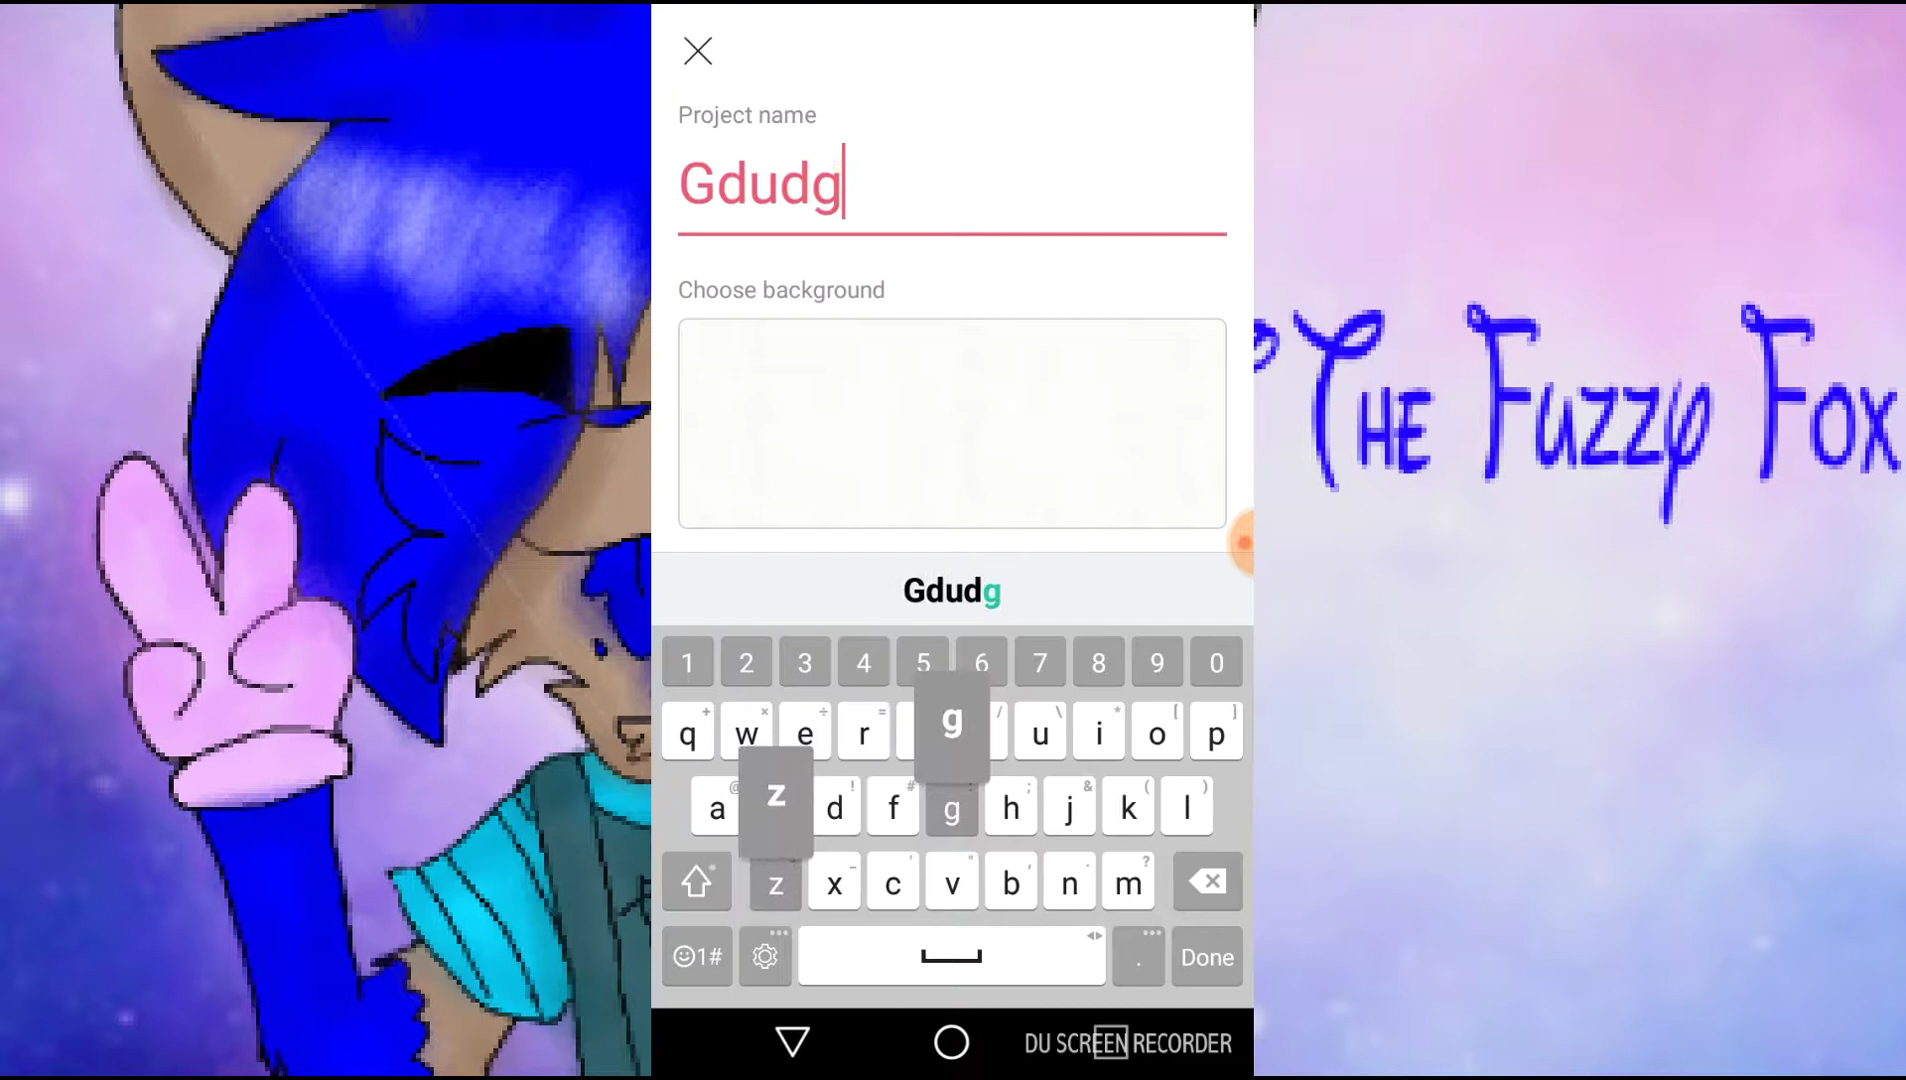 Project name
Gdudg
Choose background
The Fuzzy Fox
Gdudg
1 2 3 4 5 6 7 8 9 0
+ × ÷ = / \ * [ ]
q w e r g u i o p
@ ! # : ; & ( )
a z d f g h j k l
- ' " , . ?
z x c v b n m
1# . Done
DU SCREEN RECORDER